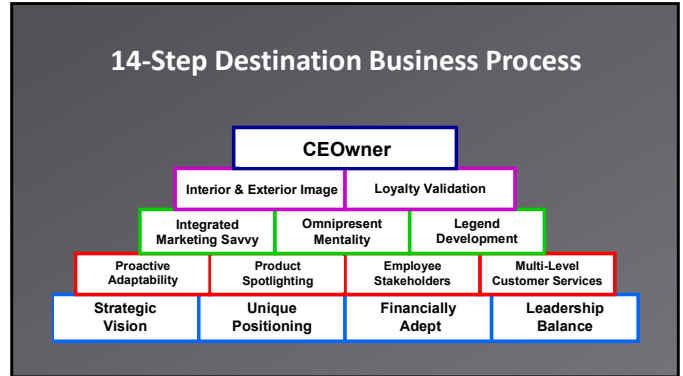 14-Step Destination Business Process
CEOwner
Interior & Exterior Image
Loyalty Validation
Integrated
Marketing Savvy
Omnipresent
Mentality
Legend
Development
Proactive
Adaptability
Product
Spotlighting
Employee
Stakeholders
Multi-Level
Customer Services
Strategic
Vision
Unique
Positioning
Financially
Adept
Leadership
Balance